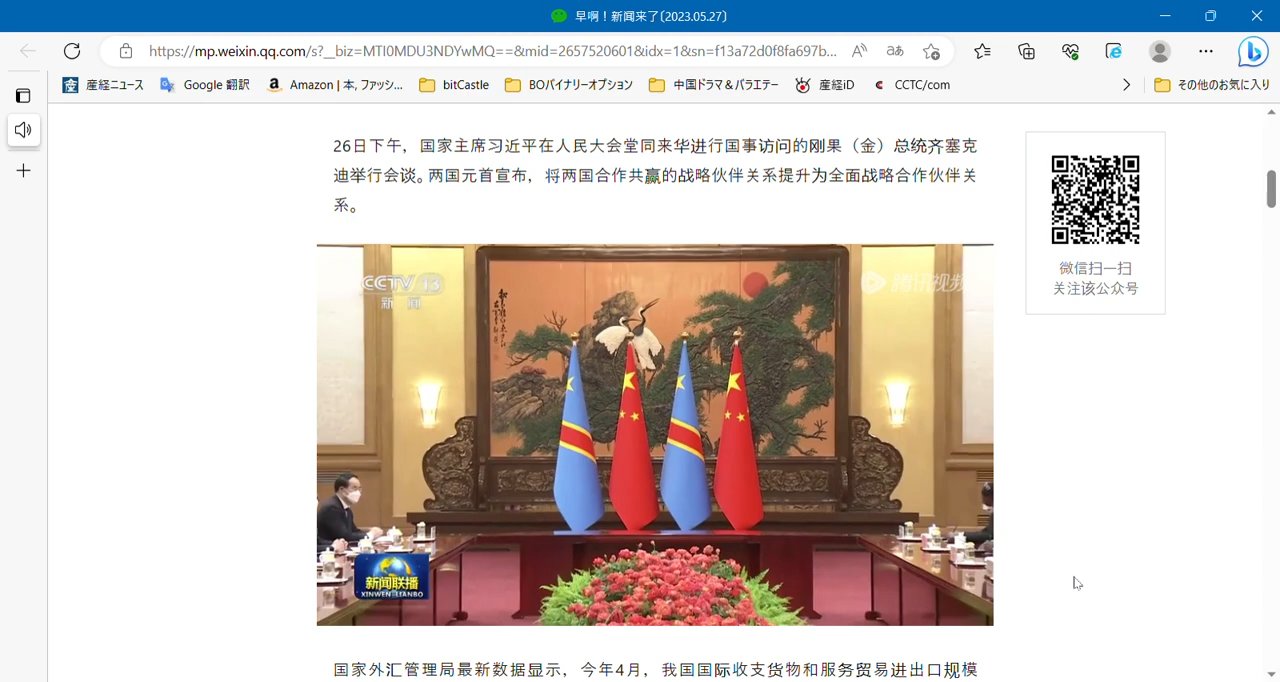 早啊！新闻来了〔2023.05.27〕
https://mp.weixin.qq.com/s?__biz=MTI0MDU3NDYwMQ==&mid=2657520601&idx=1&sn=f13a72d0f8fa697b...
産経ニュース
Google 翻訳
Amazon | 本, ファッシ...
bitCastle
BOバイナリーオプション
中国ドラマ＆バラエテー
産経iD
CCTC/com
その他のお気に入り
26日下午，国家主席习近平在人民大会堂同来华进行国事访问的刚果（金）总统齐塞克
迪举行会谈。两国元首宣布，将两国合作共赢的战略伙伴关系提升为全面战略合作伙伴关
系。
微信扫一扫
关注该公众号
CCTV 13
新闻
腾讯视频
新闻联播
XINWEN LIANBO
国家外汇管理局最新数据显示，今年4月，我国国际收支货物和服务贸易进出口规模